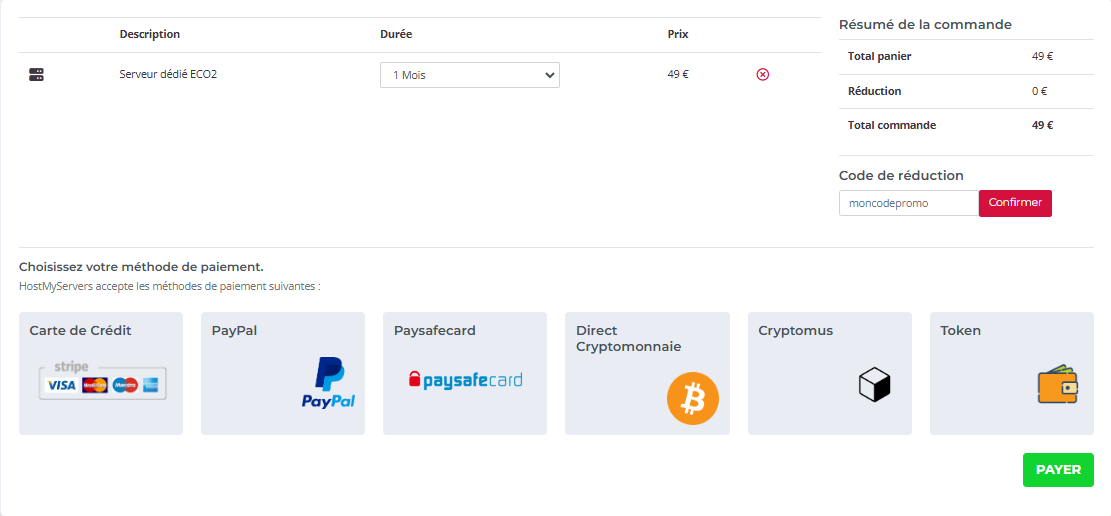 Description Durée Prix
Serveur dédié ECO2 1 Mois 49 €
Résumé de la commande
Total panier 49 €
Réduction 0 €
Total commande 49 €
Code de réduction
moncodepromo Confirmer
Choisissez votre méthode de paiement.
HostMyServers accepte les méthodes de paiement suivantes :
Carte de Crédit
stripe
VISA MasterCard Maestro
PayPal
PayPal
Paysafecard
paysafecard
Direct
Cryptomonnaie
Cryptomus
Token
PAYER